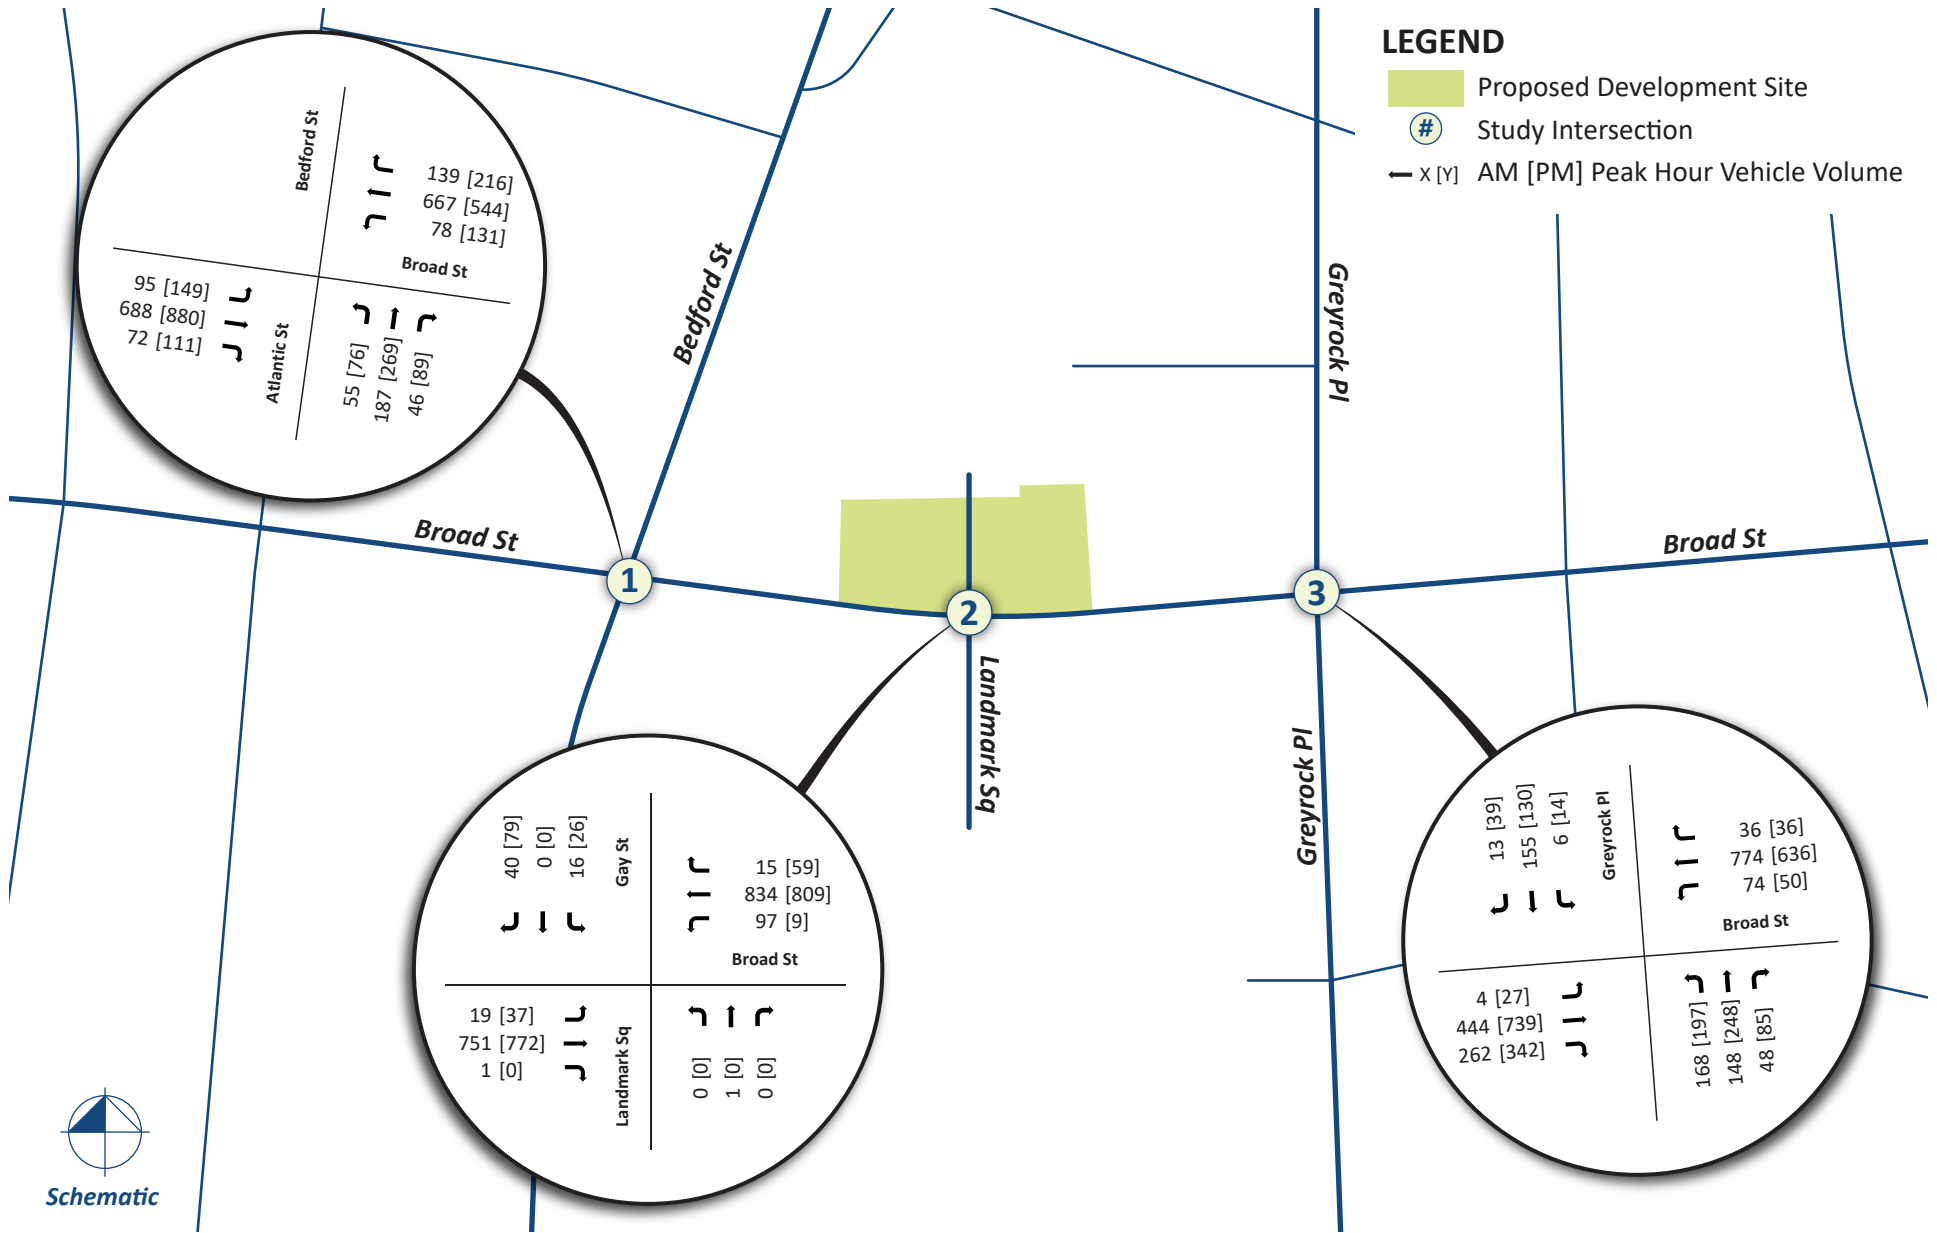 LEGEND
Proposed Development Site
# Study Intersection
X [Y] AM [PM] Peak Hour Vehicle Volume
Bedford St
139 [216]
667 [544]
78 [131]
Broad St
95 [149]
688 [880]
72 [111]
Atlantic St
55 [76]
187 [269]
46 [89]
Bedford St
Greyrock Pl
Broad St
Broad St
1
2
3
Landmark Sq
Greyrock Pl
40 [79]
0 [0]
16 [26]
Gay St
15 [59]
834 [809]
97 [9]
Broad St
19 [37]
751 [772]
1 [0]
Landmark Sq
0 [0]
1 [0]
0 [0]
13 [39]
155 [130]
6 [14]
Greyrock Pl
36 [36]
774 [636]
74 [50]
Broad St
4 [27]
444 [739]
262 [342]
168 [197]
148 [248]
48 [85]
Schematic